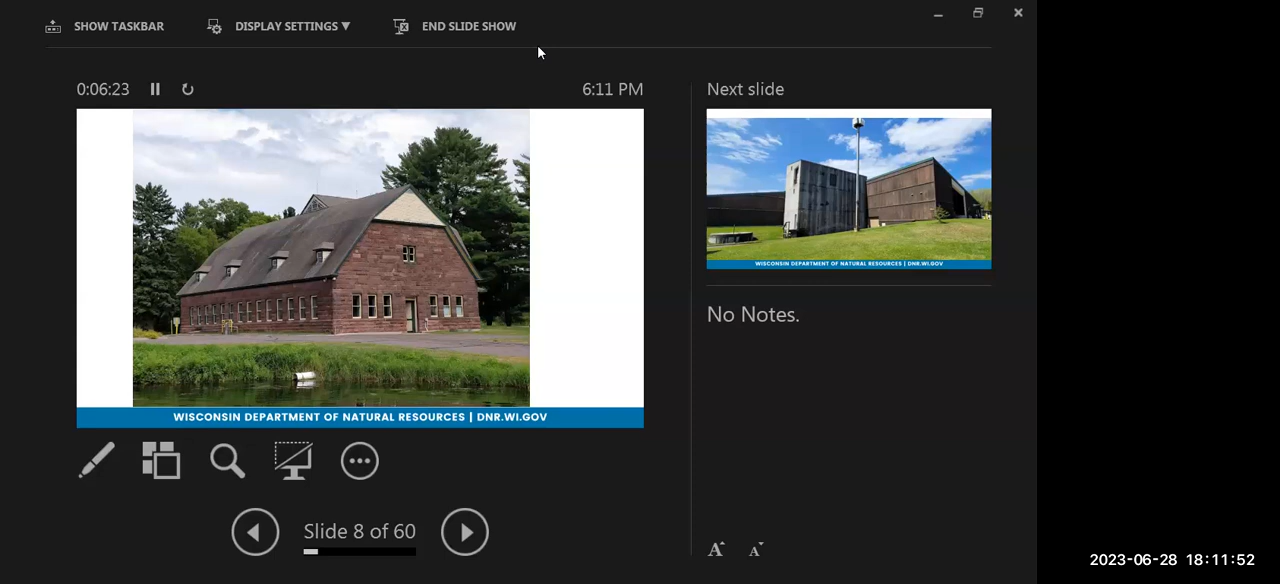 SHOW TASKBAR
DISPLAY SETTINGS ▼
END SLIDE SHOW
0:06:23
6:11 PM
WISCONSIN DEPARTMENT OF NATURAL RESOURCES | DNR.WI.GOV
Slide 8 of 60
Next slide
WISCONSIN DEPARTMENT OF NATURAL RESOURCES | DNR.WI.GOV
No Notes.
A A
2023-06-28 18:11:52